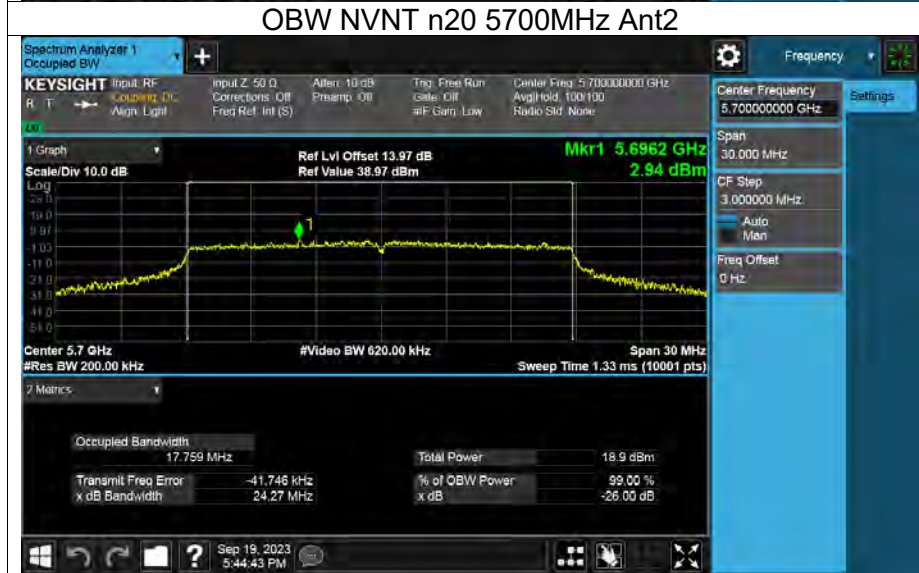 OBW NVNT n20 5700MHz Ant2
Spectrum Analyzer 1
Occupied BW
+
Frequency
KEYSIGHT Input: RF
R T
Coupling: DC
Align: Light
Input Z: 50 Ω
Corrections: Off
Freq Ref: Int (S)
Atten: 10 dB
Preamp: Off
Trig: Free Run
Gate: Off
#IF Gain: Low
Center Freq: 5.700000000 GHz
Avg|Hold: 100/100
Radio Std: None
Center Frequency
5.700000000 GHz
Settings
Span
30.000 MHz
CF Step
3.000000 MHz
Auto
Man
Freq Offset
0 Hz
1 Graph
Scale/Div 10.0 dB
Ref Lvl Offset 13.97 dB
Ref Value 38.97 dBm
Mkr1 5.6962 GHz
2.94 dBm
Log
1
Center 5.7 GHz
#Res BW 200.00 kHz
#Video BW 620.00 kHz
Span 30 MHz
Sweep Time 1.33 ms (10001 pts)
2 Metrics
Occupied Bandwidth
17.759 MHz
Total Power 18.9 dBm
Transmit Freq Error -41.746 kHz
% of OBW Power 99.00 %
x dB Bandwidth 24.27 MHz
x dB -26.00 dB
?
Sep 19, 2023
5:44:43 PM